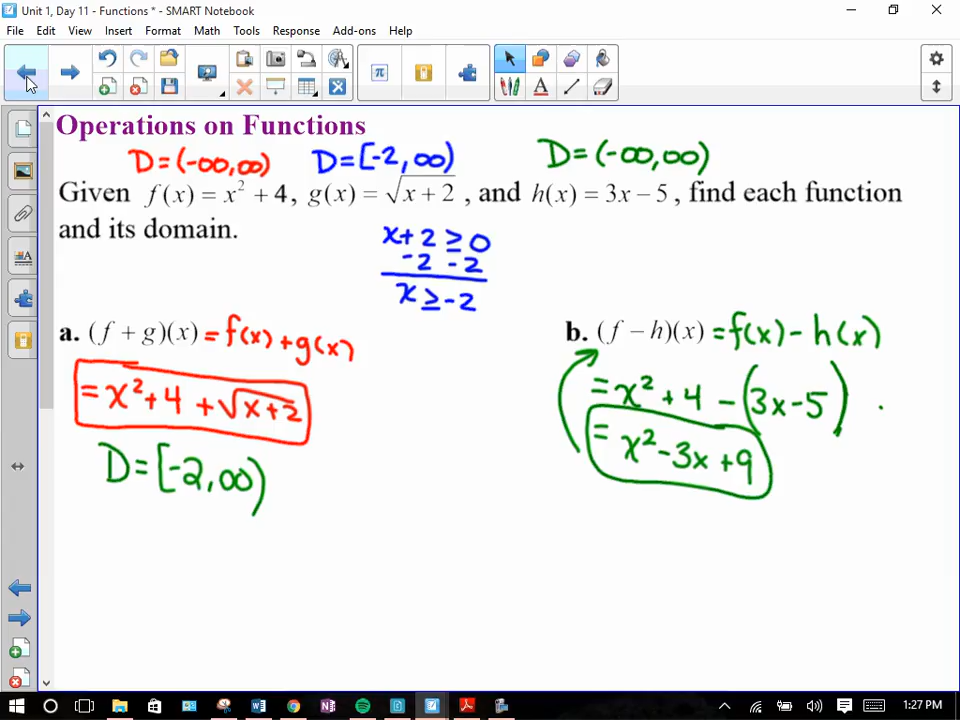 Unit 1, Day 11 - Functions * - SMART Notebook
File Edit View Insert Format Math Tools Response Add-ons Help
π
A
Operations on Functions
D=(-∞,∞) D=[-2,∞) D=(-∞,∞)
Given f(x) = x² + 4, g(x) = √(x + 2), and h(x) = 3x − 5, find each function
and its domain.
x+2 ≥ 0
-2 -2
x ≥ -2
a. (f + g)(x) = f(x) + g(x)
= x²+4 + √(x+2)
D=[-2,∞)
b. (f − h)(x) = f(x) − h(x)
= x² + 4 − (3x−5)
= x² −3x +9
1:27 PM